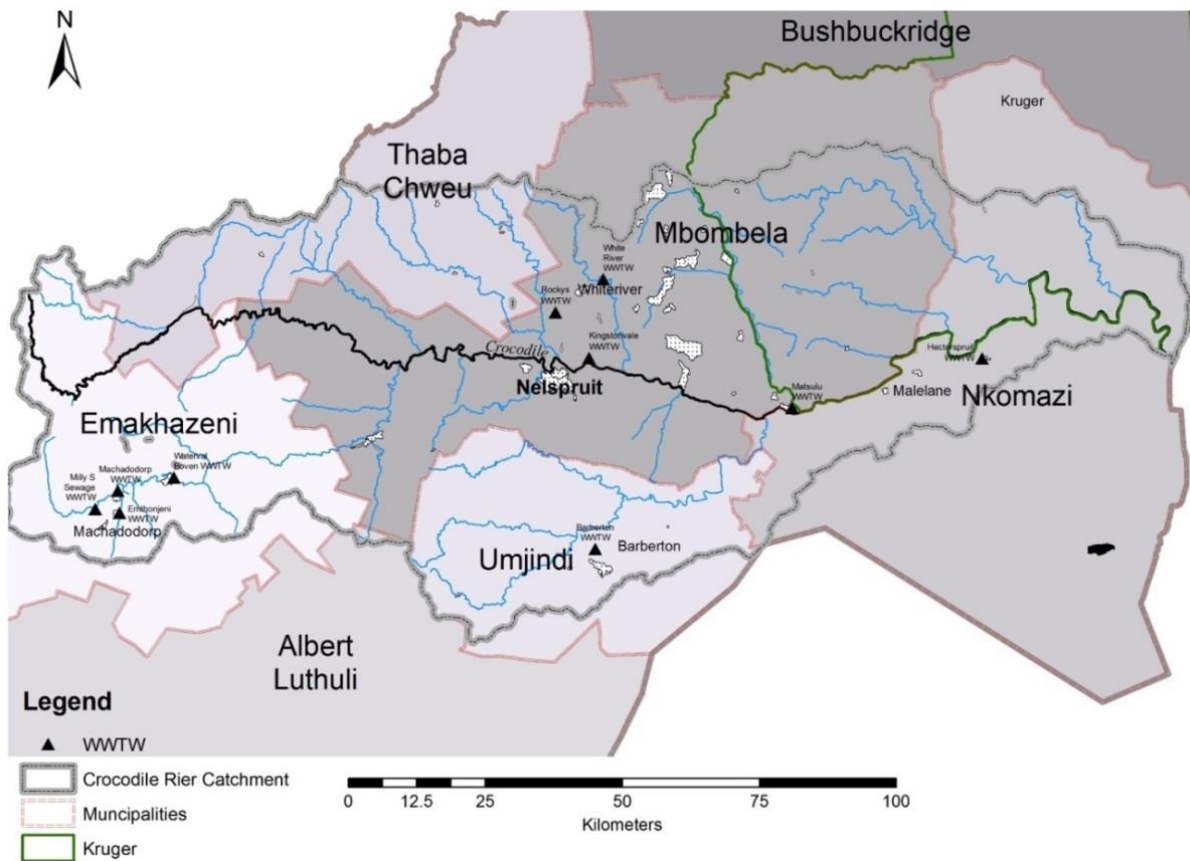 N
Bushbuckridge
Kruger
Thaba
Chweu
Mbombela
White
River
WWTW
Whiteriver
Rockys
WWTW
Kingstonvale
WWTW
Crocodile
Nelspruit
Hectorspruit
WWTW
Malelane
Nkomazi
Matsulu
WWTW
Emakhazeni
Waterval
Boven WWTW
Machadodorp
WWTW
Milly S
Sewage
WWTW
Emthonjeni
WWTW
Machadodorp
Barberton
WWTW
Barberton
Umjindi
Albert
Luthuli
Legend
WWTW
Crocodile Rier Catchment
Muncipalities
Kruger
0 12.5 25 50 75 100
Kilometers